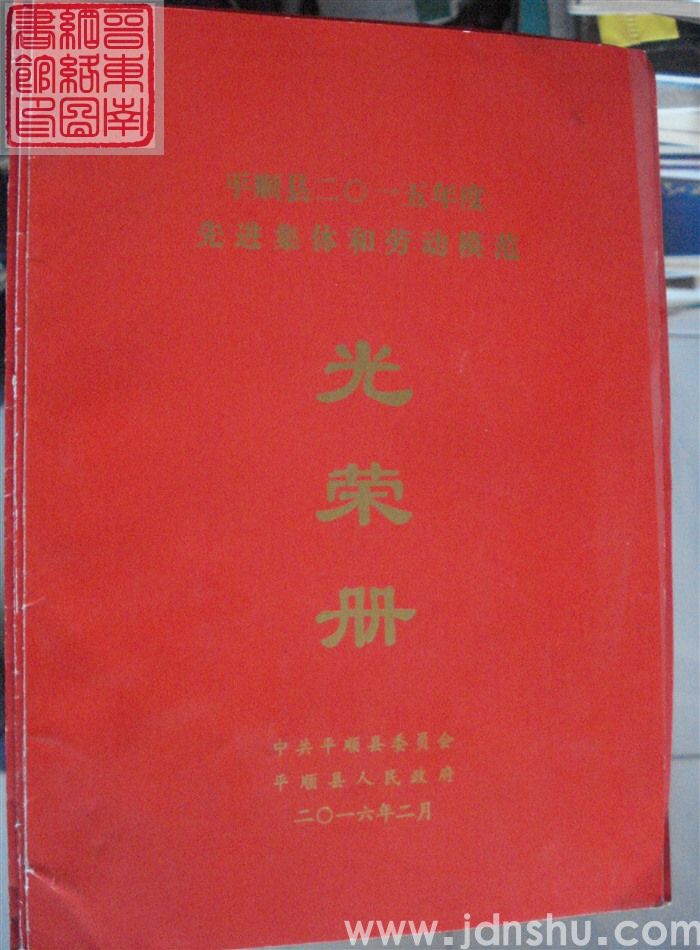 晋东南
网络图
书馆印
平顺县二〇一五年度
先进集体和劳动模范
光
荣
册
中共平顺县委员会
平顺县人民政府
二〇一六年二月
www.jdnshu.com